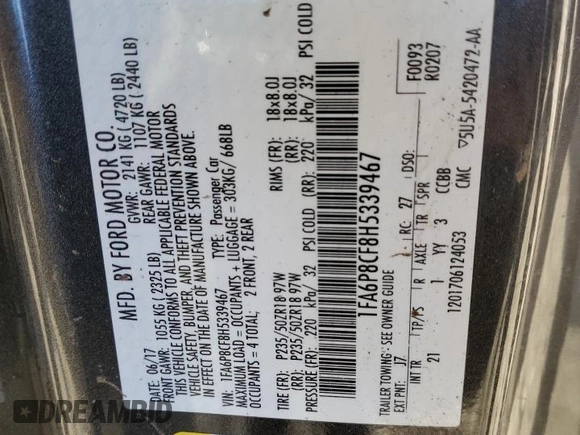 MFD. BY FORD MOTOR CO.
DATE: 06/17 GVWR: 2141 KG ( 4720 LB)
FRONT GAWR: 1055 KG ( 2325 LB) REAR GAWR: 1107 KG ( 2440 LB)
THIS VEHICLE CONFORMS TO ALL APPLICABLE FEDERAL MOTOR
VEHICLE SAFETY, BUMPER, AND THEFT PREVENTION STANDARDS
IN EFFECT ON THE DATE OF MANUFACTURE SHOWN ABOVE.
VIN: 1FA6P8CF8H5339467 TYPE: Passenger Car
MAXIMUM LOAD = OCCUPANTS + LUGGAGE = 303KG/ 668LB
OCCUPANTS = 4 TOTAL: 2 FRONT, 2 REAR
TIRE (FR): P235/50ZR18 97W RIMS (FR): 18x8.0J
TIRE (RR): P235/50ZR18 97W (RR): 18x8.0J
PRESSURE (FR): 220 kPa/ 32 PSI COLD (RR): 220 kPa/ 32 PSI COLD
1FA6P8CF8H5339467
TRAILER TOWING: SEE OWNER GUIDE
F0093
R0207
EXT PNT: J7 RC: 27 DSO:
INT TR TP/PS R AXLE TR SPR
21 1 YY 3 CCBB
1201706124053 CMC ▽5U5A-5420472-AA
DREAMBID